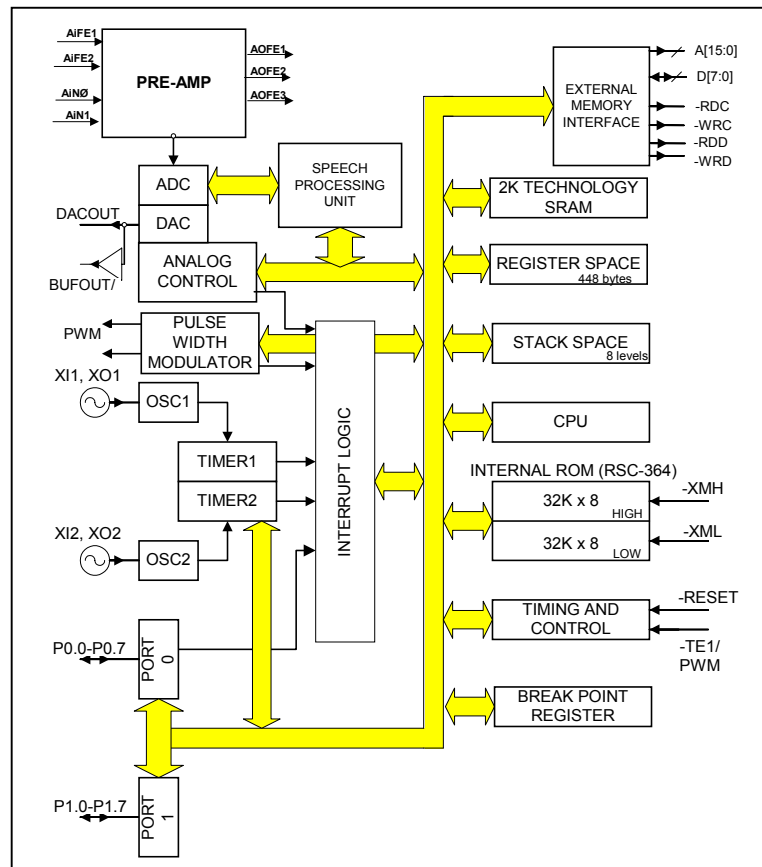 AiFE1
AiFE2
AiNØ
AiN1
PRE-AMP
AOFE1
AOFE2
AOFE3
EXTERNAL
MEMORY
INTERFACE
A[15:0]
D[7:0]
-RDC
-WRC
-RDD
-WRD
ADC
DAC
ANALOG
CONTROL
SPEECH
PROCESSING
UNIT
DACOUT
BUFOUT/
2K TECHNOLOGY
SRAM
REGISTER SPACE
448 bytes
PWM
PULSE
WIDTH
MODULATOR
STACK SPACE
8 levels
XI1, XO1
OSC1
CPU
TIMER1
TIMER2
INTERRUPT LOGIC
INTERNAL ROM (RSC-364)
32K x 8
HIGH
32K x 8
LOW
-XMH
-XML
XI2, XO2
OSC2
TIMING AND
CONTROL
-RESET
-TE1/
PWM
P0.0-P0.7
PORT
0
BREAK POINT
REGISTER
P1.0-P1.7
PORT
1